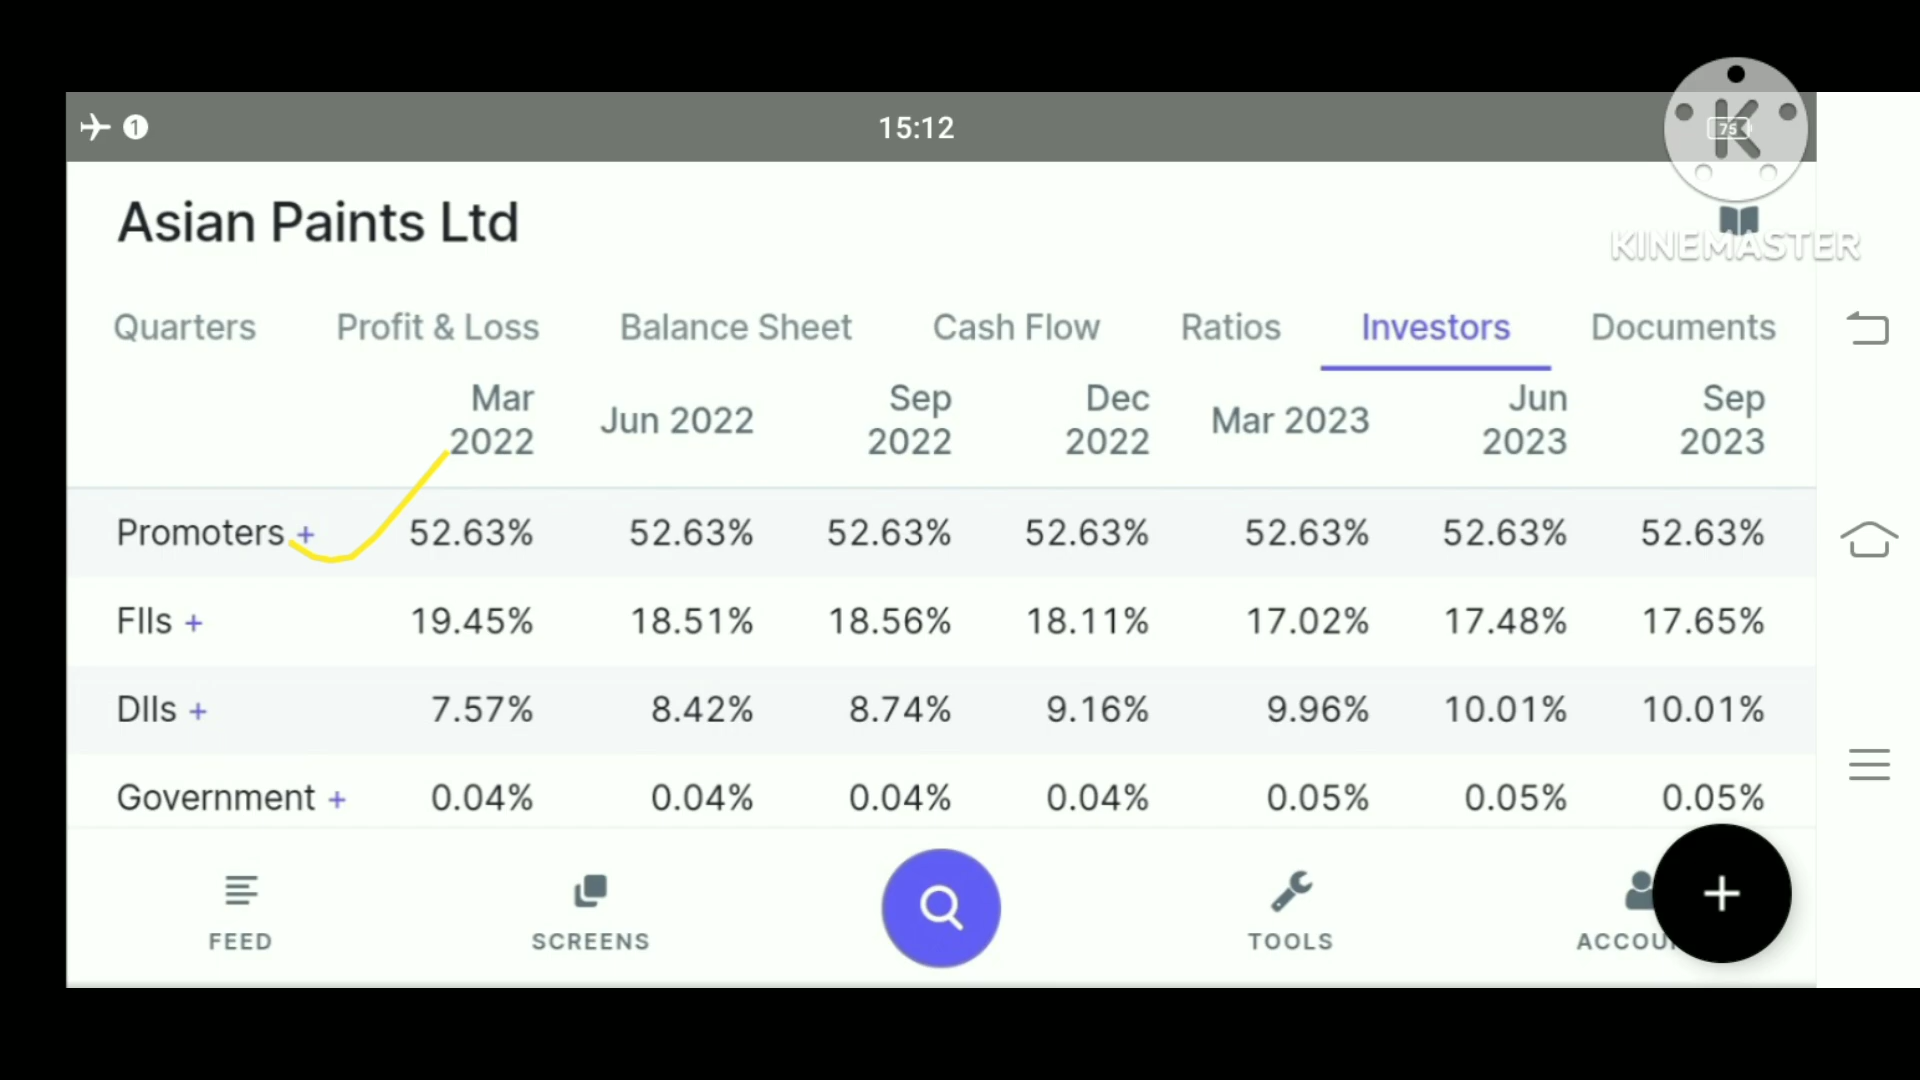 1 15:12 75
K
KINEMASTER
Asian Paints Ltd
Quarters Profit & Loss Balance Sheet Cash Flow Ratios Investors Documents
Mar 2022 Jun 2022 Sep 2022 Dec 2022 Mar 2023 Jun 2023 Sep 2023
Promoters + 52.63% 52.63% 52.63% 52.63% 52.63% 52.63% 52.63%
FIIs + 19.45% 18.51% 18.56% 18.11% 17.02% 17.48% 17.65%
DIIs + 7.57% 8.42% 8.74% 9.16% 9.96% 10.01% 10.01%
Government + 0.04% 0.04% 0.04% 0.04% 0.05% 0.05% 0.05%
FEED SCREENS TOOLS ACCOU
+